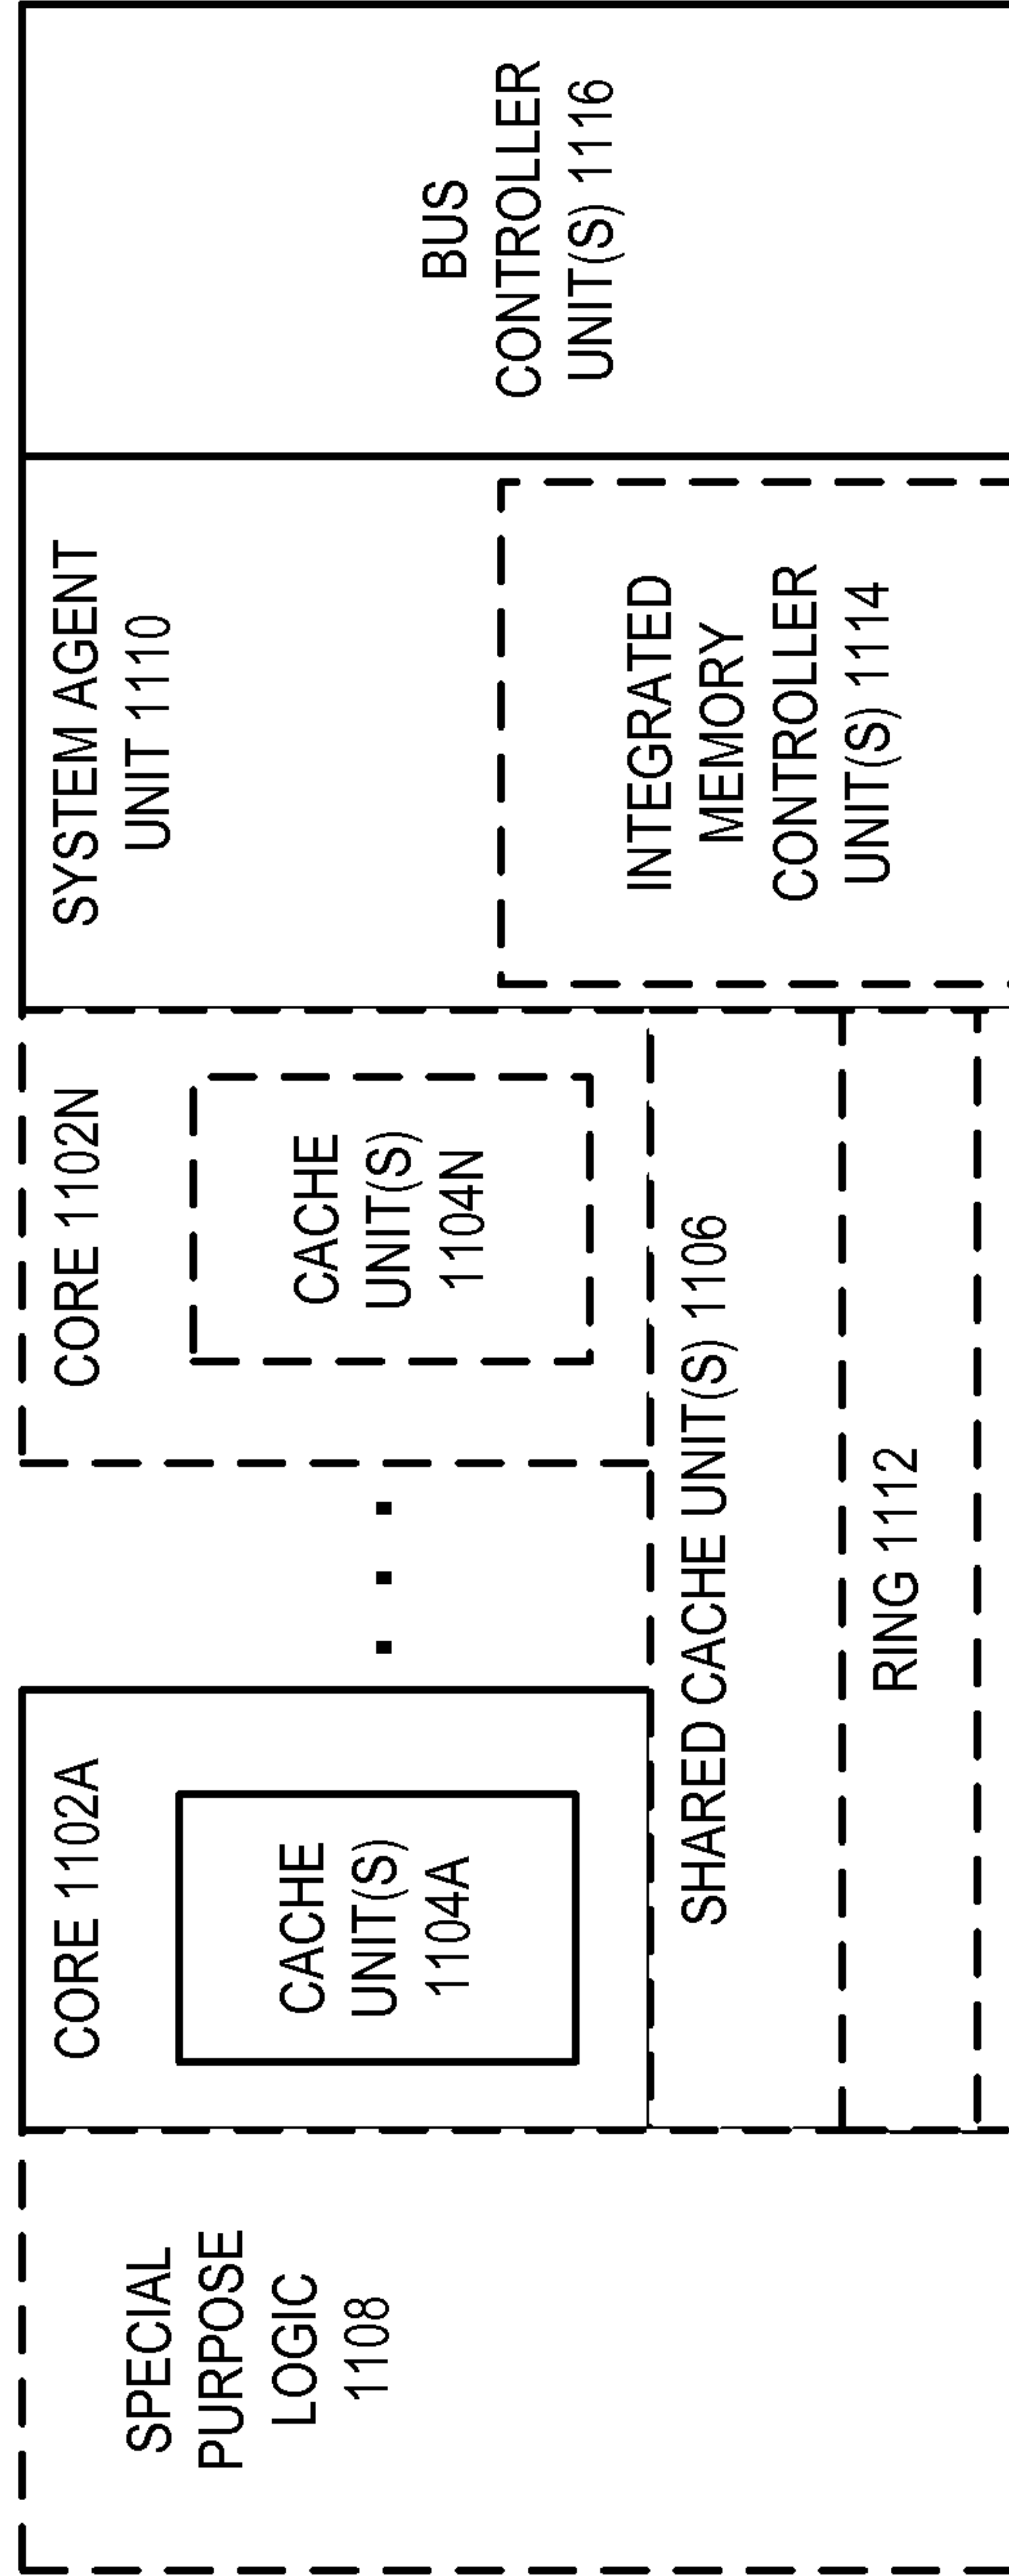 SPECIAL
PURPOSE
LOGIC
1108
CORE 1102A
CACHE
UNIT(S)
1104A
CORE 1102N
CACHE
UNIT(S)
1104N
SHARED CACHE UNIT(S) 1106
RING 1112
SYSTEM AGENT
UNIT 1110
INTEGRATED
MEMORY
CONTROLLER
UNIT(S) 1114
BUS
CONTROLLER
UNIT(S) 1116